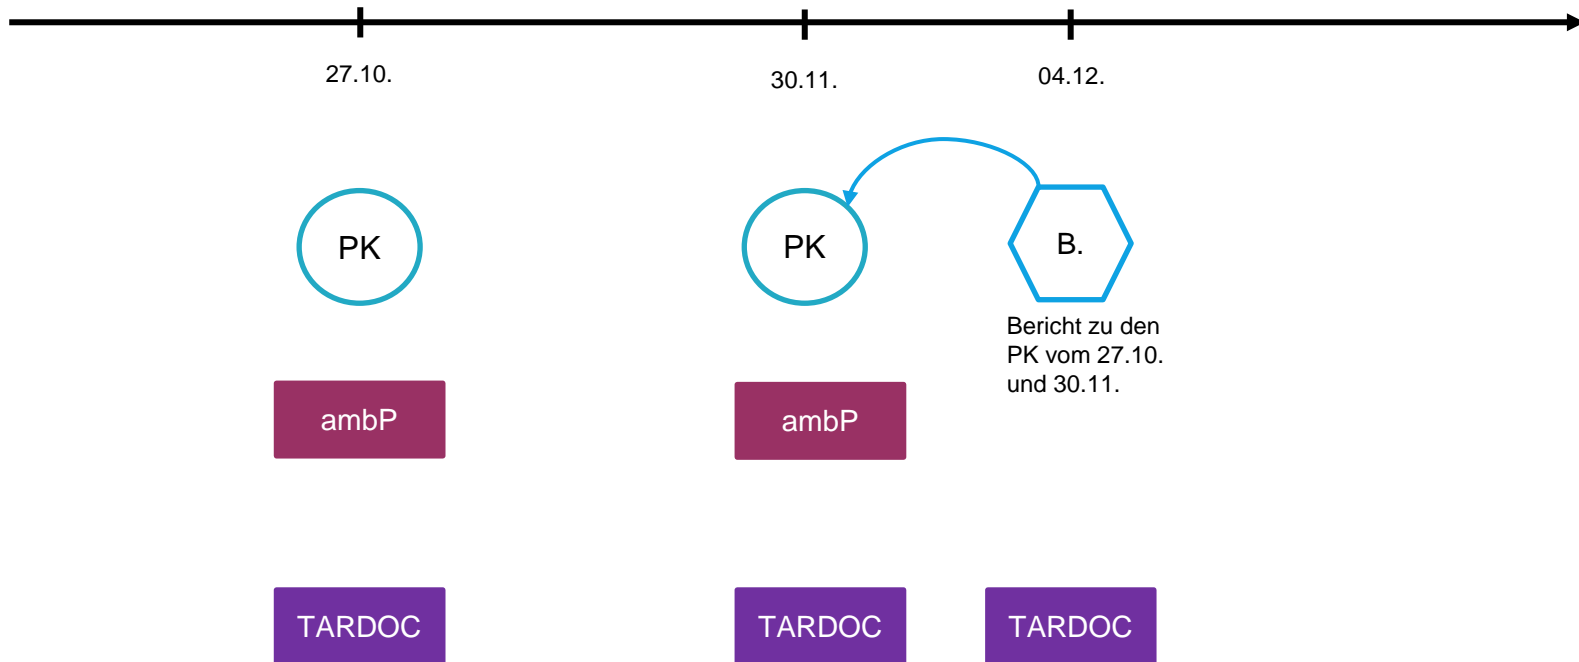 27.10.
30.11.
04.12.
PK
PK
B.
Bericht zu den
PK vom 27.10.
und 30.11.
ambP
ambP
TARDOC
TARDOC
TARDOC